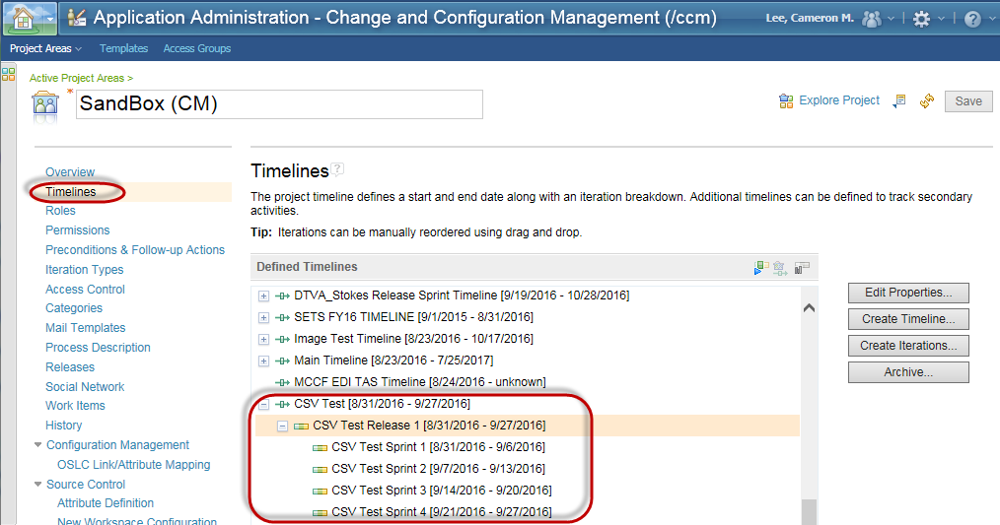 Application Administration - Change and Configuration Management (/ccm)
Lee, Cameron M.
Project Areas
Templates
Access Groups
Active Project Areas >
* SandBox (CM)
Explore Project
Save
Overview
Timelines
Roles
Permissions
Preconditions & Follow-up Actions
Iteration Types
Access Control
Categories
Mail Templates
Process Description
Releases
Social Network
Work Items
History
Configuration Management
OSLC Link/Attribute Mapping
Source Control
Attribute Definition
New Workspace Configuration
Timelines ?
The project timeline defines a start and end date along with an iteration breakdown. Additional timelines can be defined to track secondary
activities.
Tip: Iterations can be manually reordered using drag and drop.
Defined Timelines
DTVA_Stokes Release Sprint Timeline [9/19/2016 - 10/28/2016]
SETS FY16 TIMELINE [9/1/2015 - 8/31/2016]
Image Test Timeline [8/23/2016 - 10/17/2016]
Main Timeline [8/23/2016 - 7/25/2017]
MCCF EDI TAS Timeline [8/24/2016 - unknown]
CSV Test [8/31/2016 - 9/27/2016]
CSV Test Release 1 [8/31/2016 - 9/27/2016]
CSV Test Sprint 1 [8/31/2016 - 9/6/2016]
CSV Test Sprint 2 [9/7/2016 - 9/13/2016]
CSV Test Sprint 3 [9/14/2016 - 9/20/2016]
CSV Test Sprint 4 [9/21/2016 - 9/27/2016]
Edit Properties...
Create Timeline...
Create Iterations...
Archive...